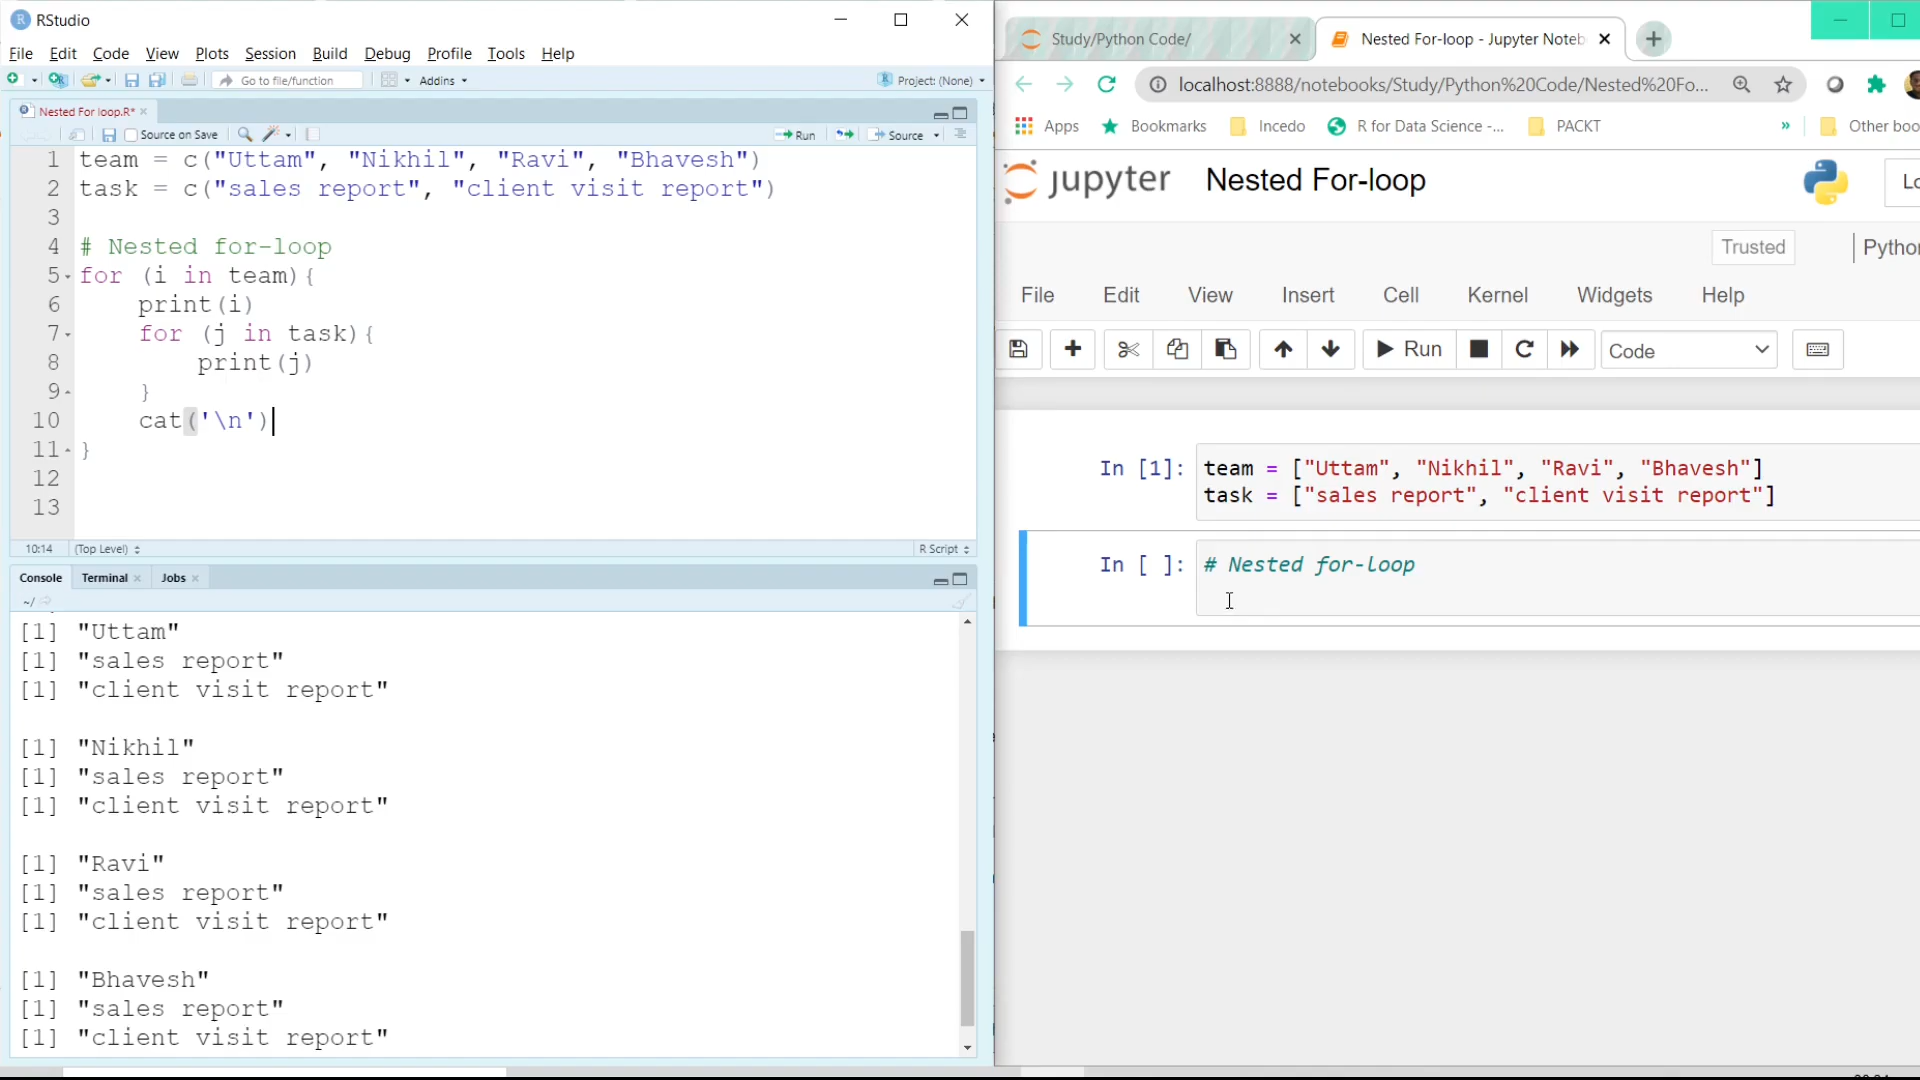 RStudio
File Edit Code View Plots Session Build Debug Profile Tools Help
Go to file/function Addins Project: (None)
Nested For loop.R*
Source on Save Run Source
1 team = c("Uttam", "Nikhil", "Ravi", "Bhavesh")
2 task = c("sales report", "client visit report")
3
4 # Nested for-loop
5 for (i in team){
6 print(i)
7 for (j in task){
8 print(j)
9 }
10 cat('\n')
11 }
12
13
10:14 (Top Level) R Script
Console Terminal Jobs
~/
[1] "Uttam"
[1] "sales report"
[1] "client visit report"
[1] "Nikhil"
[1] "sales report"
[1] "client visit report"
[1] "Ravi"
[1] "sales report"
[1] "client visit report"
[1] "Bhavesh"
[1] "sales report"
[1] "client visit report"
Study/Python Code/ Nested For-loop - Jupyter Noteb
localhost:8888/notebooks/Study/Python%20Code/Nested%20Fo...
Apps Bookmarks Incedo R for Data Science -... PACKT » Other boo
jupyter Nested For-loop Lo
Trusted Python
File Edit View Insert Cell Kernel Widgets Help
Run Code
In [1]: team = ["Uttam", "Nikhil", "Ravi", "Bhavesh"]
task = ["sales report", "client visit report"]
In [ ]: # Nested for-loop